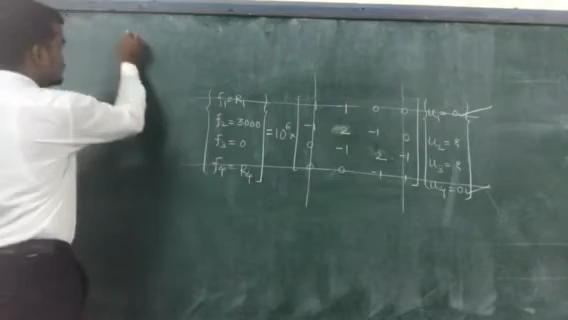 f₁=R₁ -1 0 0 u₁=0
f₂=3000 =10⁶× -1 2 -1 0 u₂=?
f₃=0 0 -1 2 -1 u₃=?
f₄=R₄ 0 0 -1 1 u₄=0